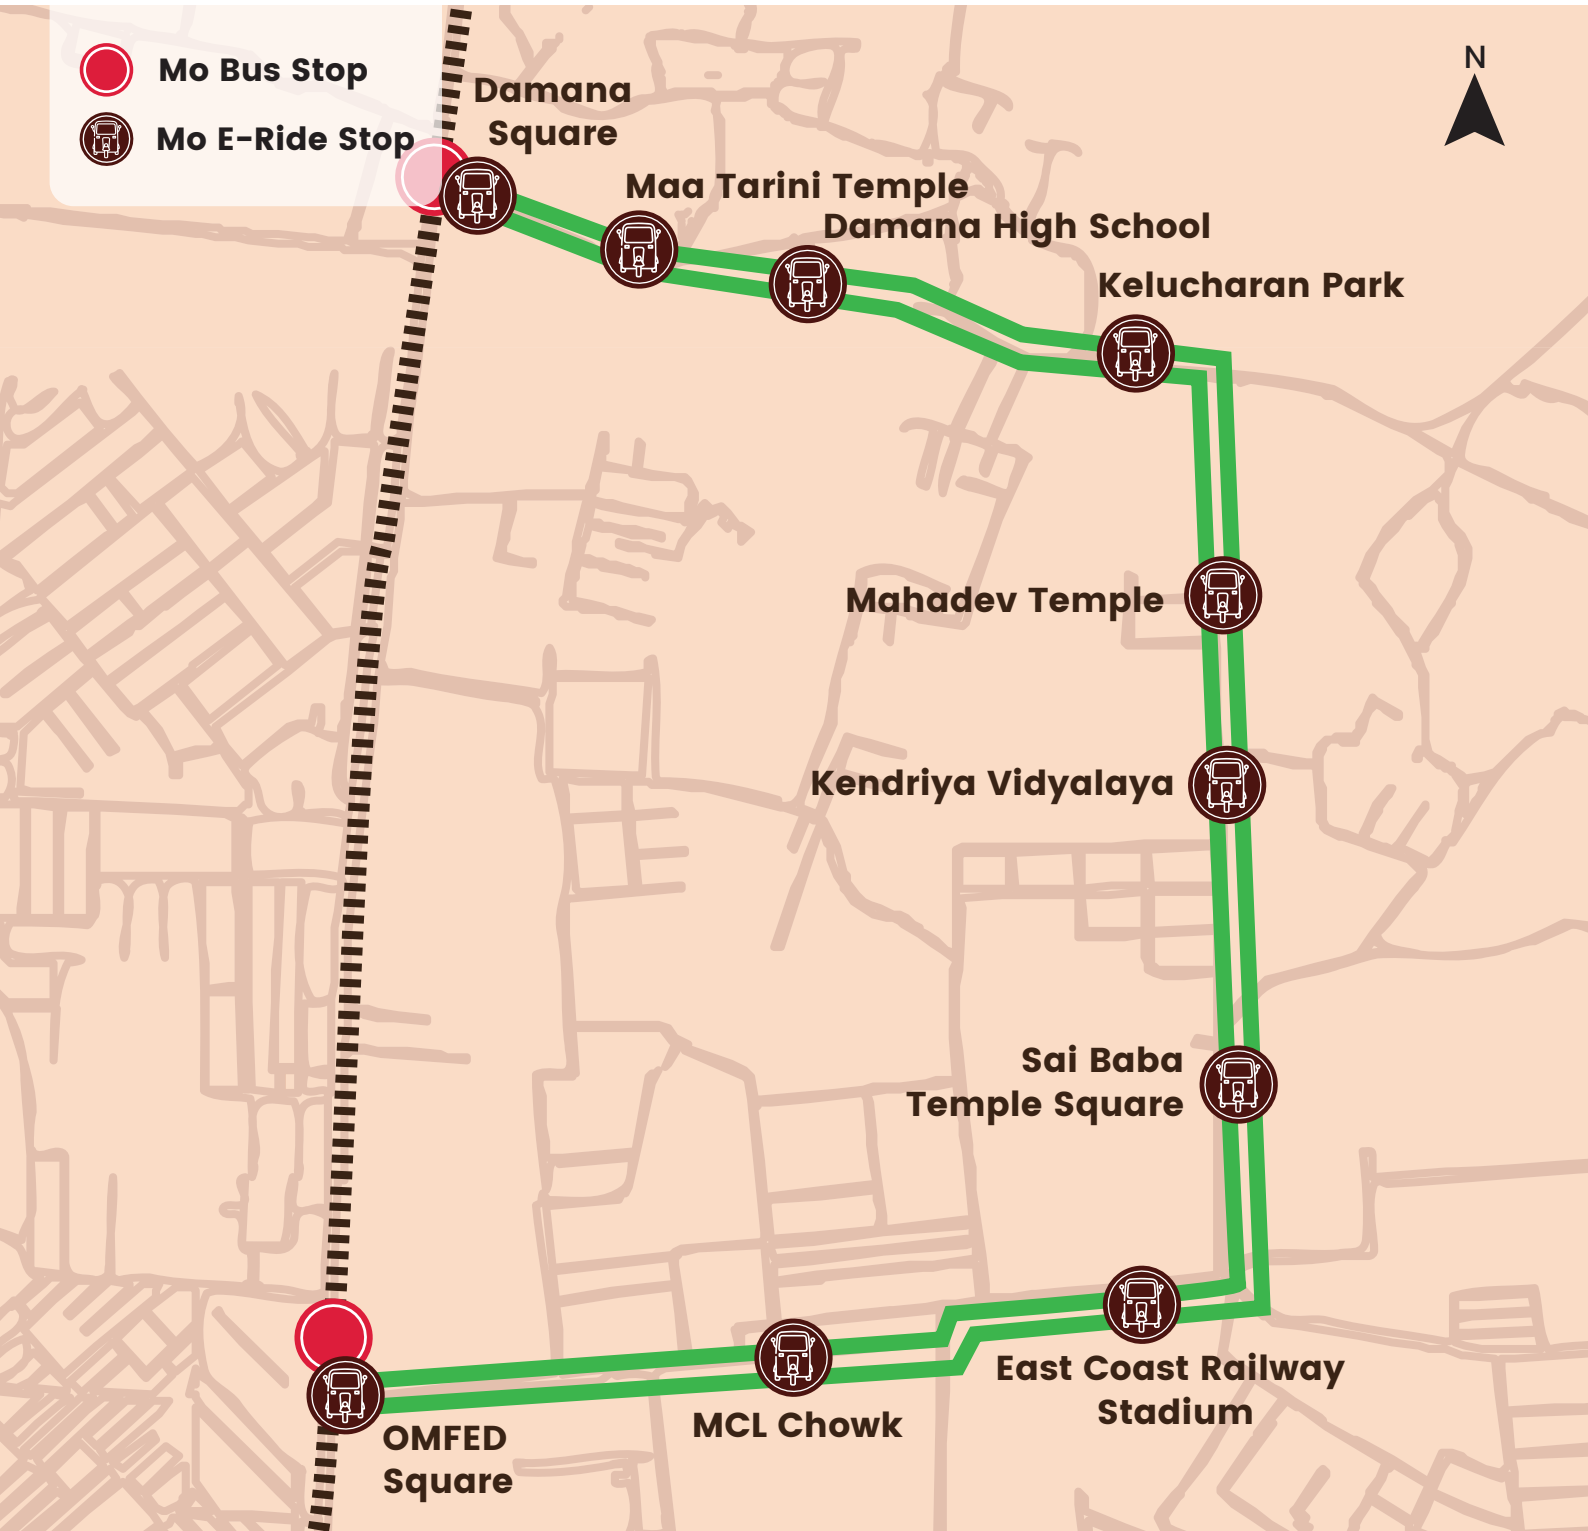 Mo Bus Stop
Mo E-Ride Stop
N
Damana
Square
Maa Tarini Temple
Damana High School
Kelucharan Park
Mahadev Temple
Kendriya Vidyalaya
Sai Baba
Temple Square
East Coast Railway
Stadium
MCL Chowk
OMFED
Square